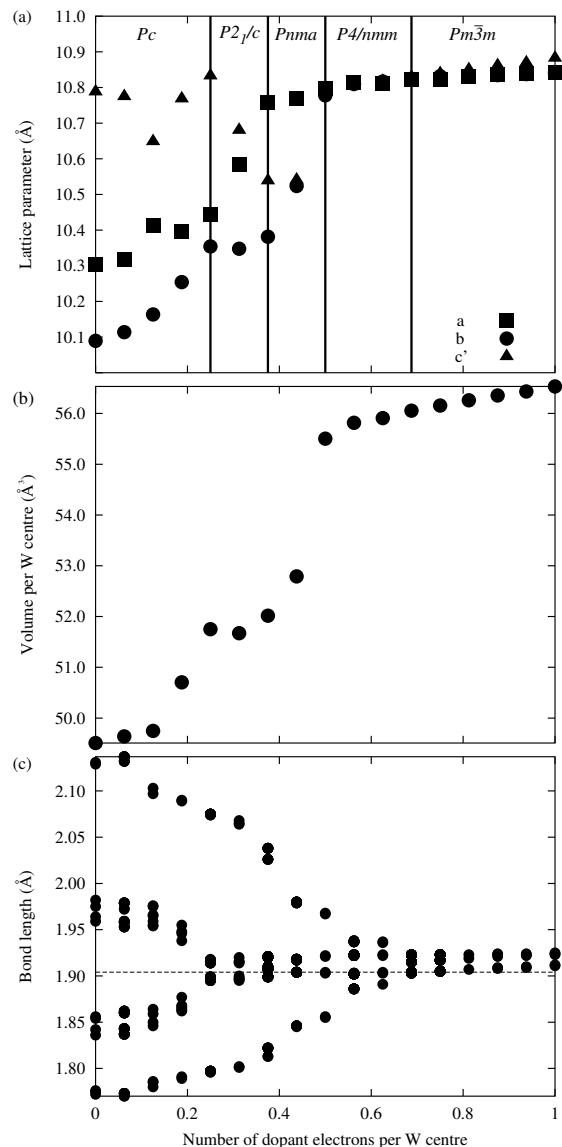 (a)
Pc P2₁/c Pnma P4/nmm Pm3̅m
11.0
10.9
10.8
10.7
10.6
10.5
10.4
10.3
10.2
10.1
Lattice parameter (Å)
a
b
c’
(b)
56.0
55.0
54.0
53.0
52.0
51.0
50.0
Volume per W centre (Å³)
(c)
2.10
2.05
2.00
1.95
1.90
1.85
1.80
Bond length (Å)
0 0.2 0.4 0.6 0.8 1
Number of dopant electrons per W centre